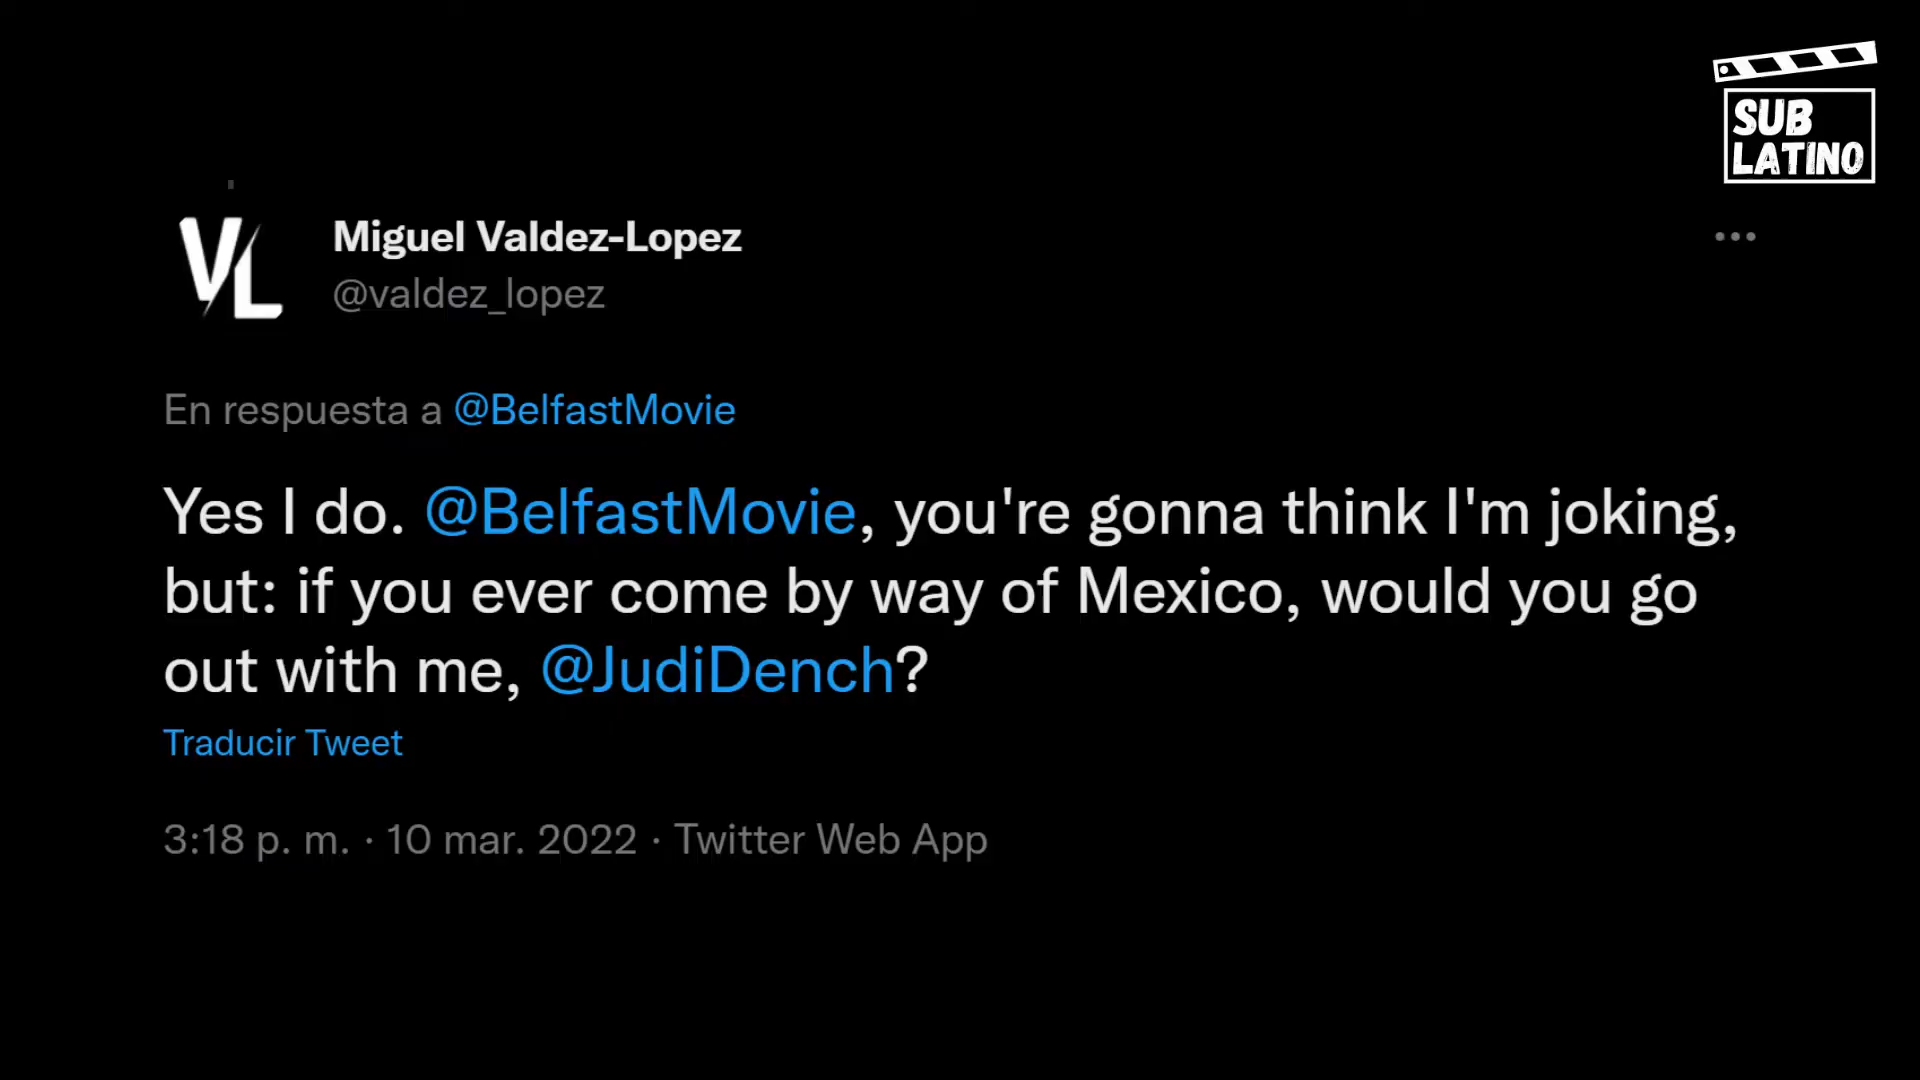 SUB
LATINO
VL
Miguel Valdez-Lopez
@valdez_lopez
En respuesta a @BelfastMovie
Yes I do. @BelfastMovie, you're gonna think I'm joking,
but: if you ever come by way of Mexico, would you go
out with me, @JudiDench?
Traducir Tweet
3:18 p. m. · 10 mar. 2022 · Twitter Web App